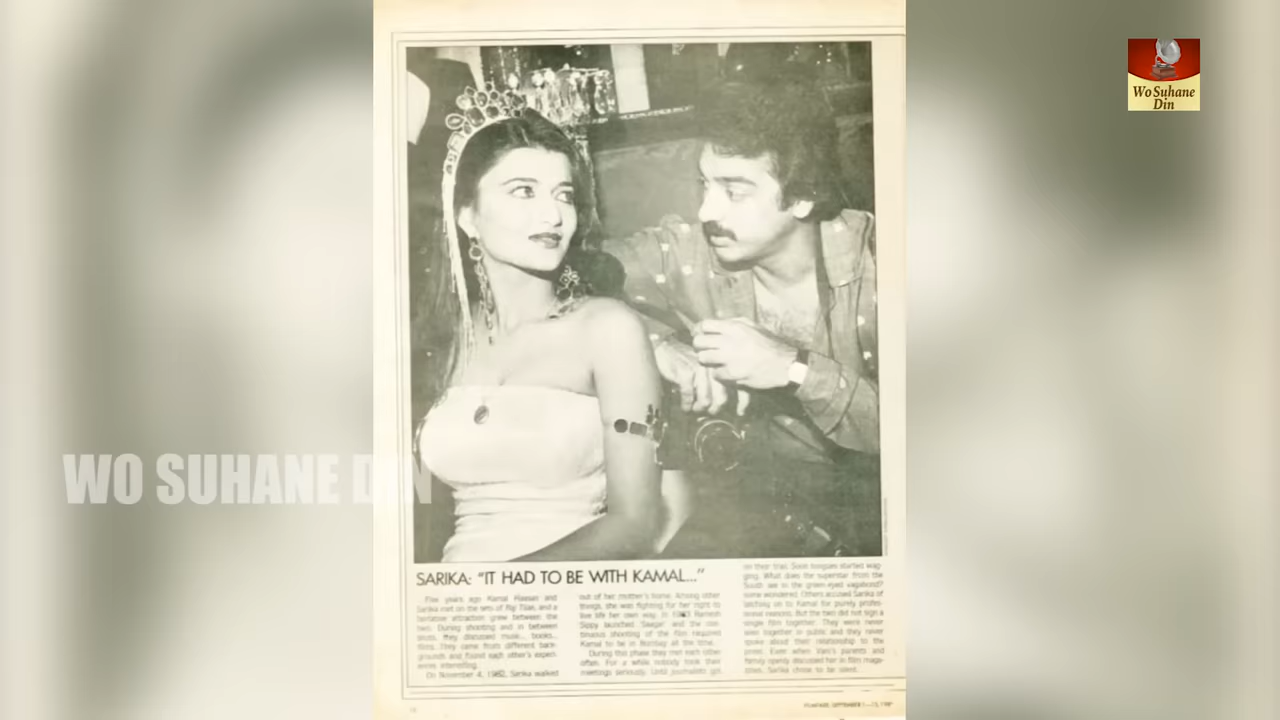 Wo Suhane
Din
WO SUHANE DIN
SARIKA: “IT HAD TO BE WITH KAMAL...”
Five years ago Kamal Haasan and
Sarika met on the sets of Raj Tilak, and a
tentative attraction grew between the
two. During shooting and in between
shots, they discussed music... books...
films. They came from different back-
grounds and found each other's experi-
ences interesting.
On November 4, 1982, Sarika walked
out of her mother's home. Among other
things, she was fighting for her right to
live life her own way. In 1983 Ramesh
Sippy launched 'Saagar' and the con-
tinuous shooting of the film required
Kamal to be in Bombay all the time.
During this phase they met each other
often. For a while nobody took their
meetings seriously. Until journalists got
on their trail. Soon tongues started wag-
ging. What does the superstar from the
South see in the green-eyed vagabond?
some wondered. Others accused Sarika of
latching on to Kamal for purely profes-
sional reasons. But the two did not sign a
single film together. They were never
seen together in public and they never
spoke about their relationship to the
press. Even when Vani's parents and
family openly discussed her in film maga-
zines, Sarika chose to be silent.
FILMFARE, SEPTEMBER 1—15,